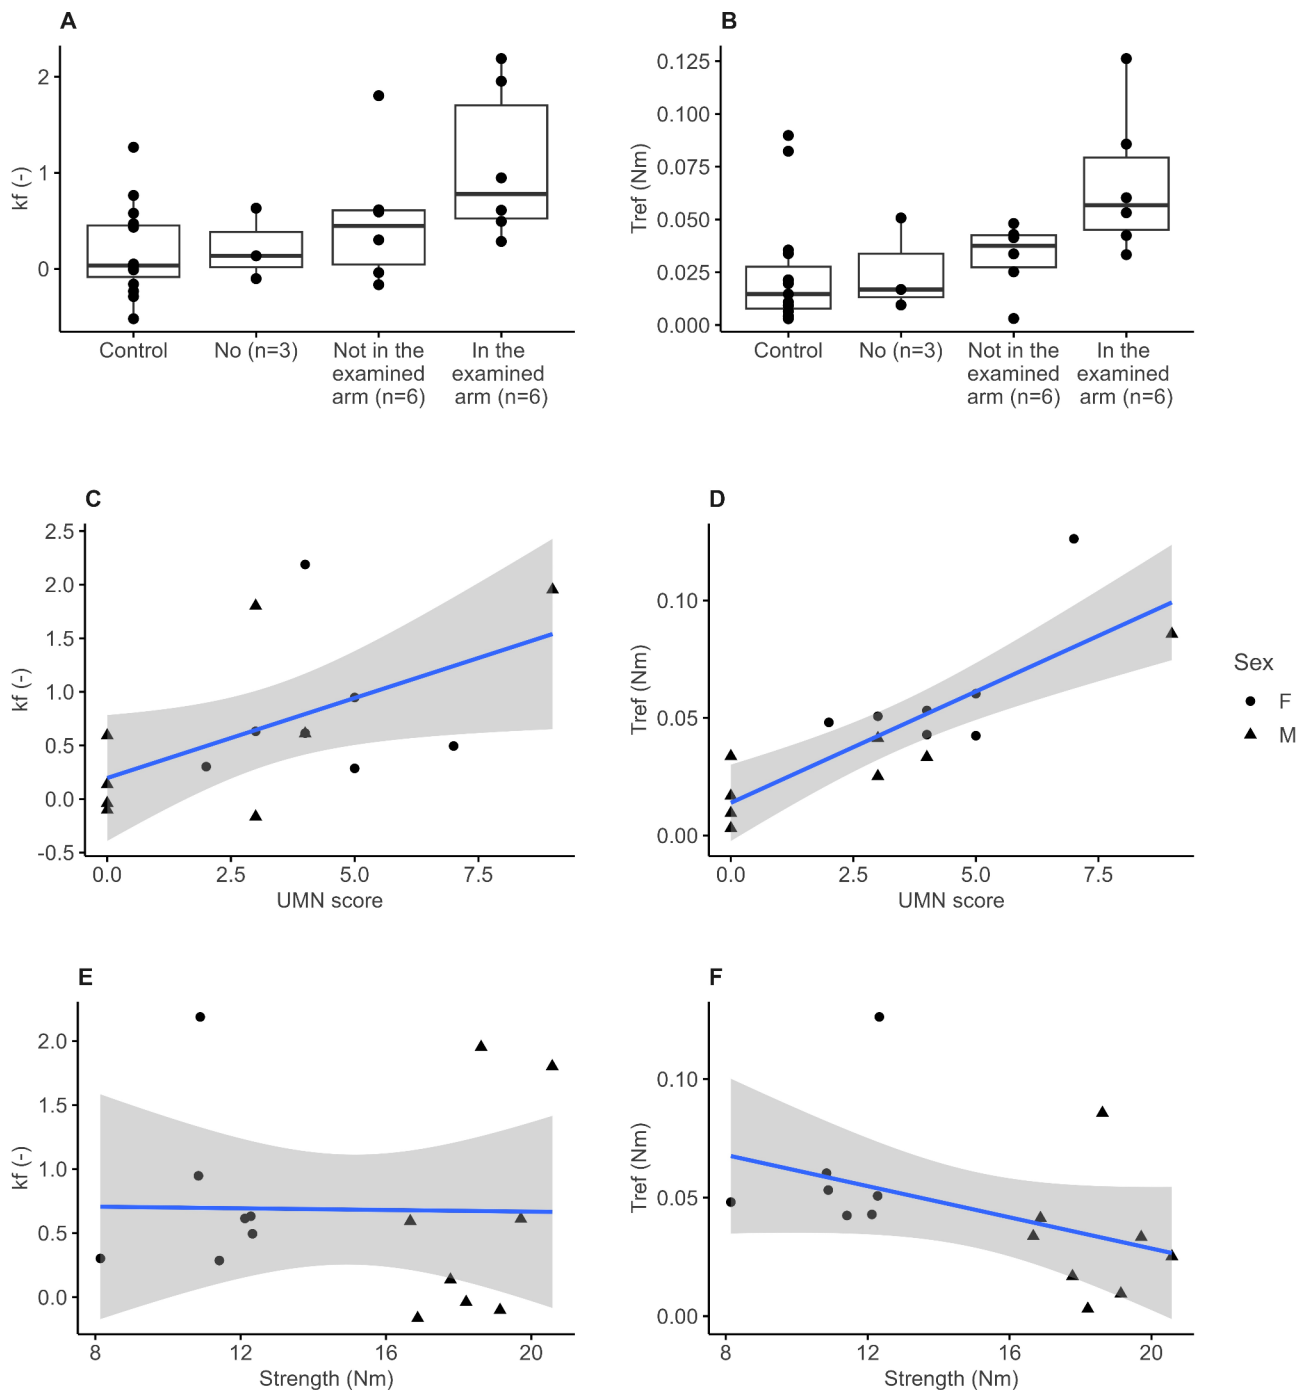 A
kf (-)
2
1
0
Control
No (n=3)
Not in the
examined
arm (n=6)
In the
examined
arm (n=6)
B
Tref (Nm)
0.125
0.100
0.075
0.050
0.025
0.000
Control
No (n=3)
Not in the
examined
arm (n=6)
In the
examined
arm (n=6)
C
kf (-)
2.5
2.0
1.5
1.0
0.5
0.0
-0.5
0.0 2.5 5.0 7.5
UMN score
D
Tref (Nm)
0.10
0.05
0.00
0.0 2.5 5.0 7.5
UMN score
Sex
F
M
E
kf (-)
2.0
1.5
1.0
0.5
0.0
8 12 16 20
Strength (Nm)
F
Tref (Nm)
0.10
0.05
0.00
8 12 16 20
Strength (Nm)